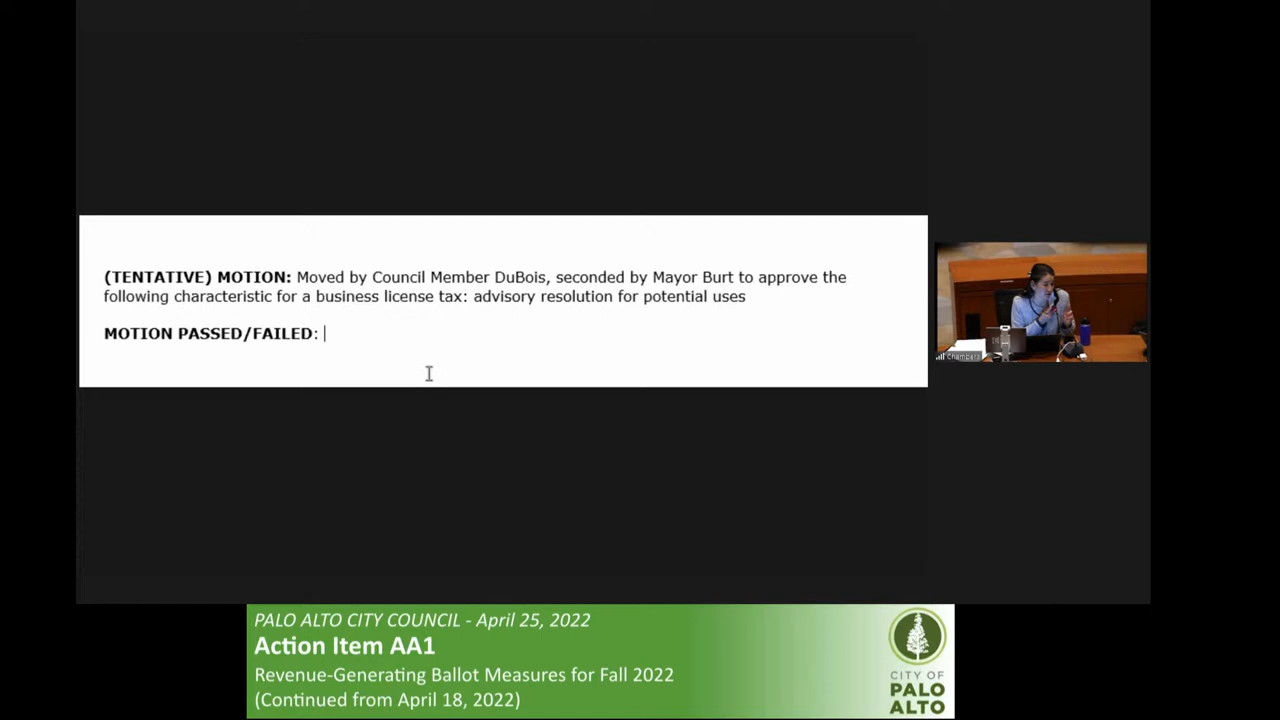 (TENTATIVE) MOTION: Moved by Council Member DuBois, seconded by Mayor Burt to approve the
following characteristic for a business license tax: advisory resolution for potential uses
MOTION PASSED/FAILED:
Chambers
PALO ALTO CITY COUNCIL - April 25, 2022
Action Item AA1
Revenue-Generating Ballot Measures for Fall 2022
(Continued from April 18, 2022)
CITY OF
PALO
ALTO